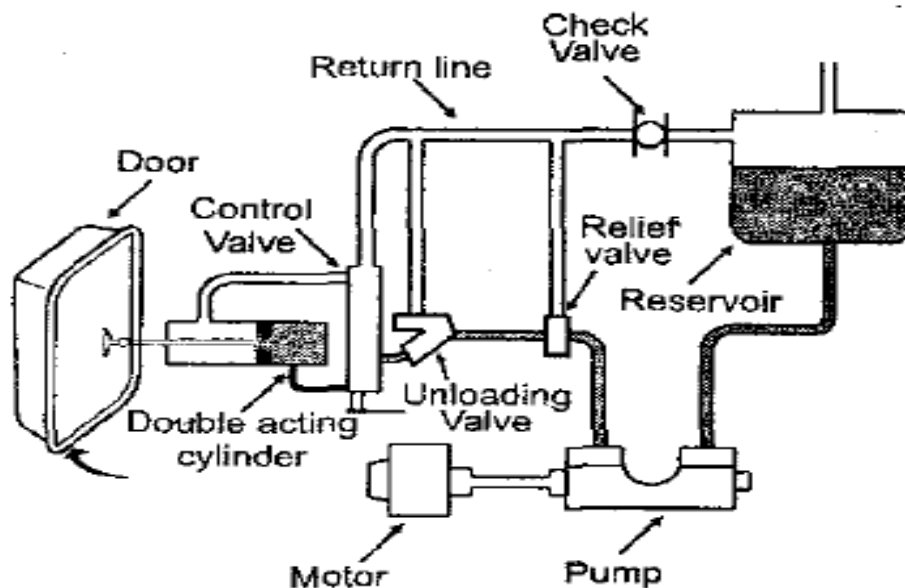 Check
Valve
Return line
Door
Control
Valve
Relief
valve
Reservoir
Unloading
Valve
Double acting
cylinder
Motor
Pump